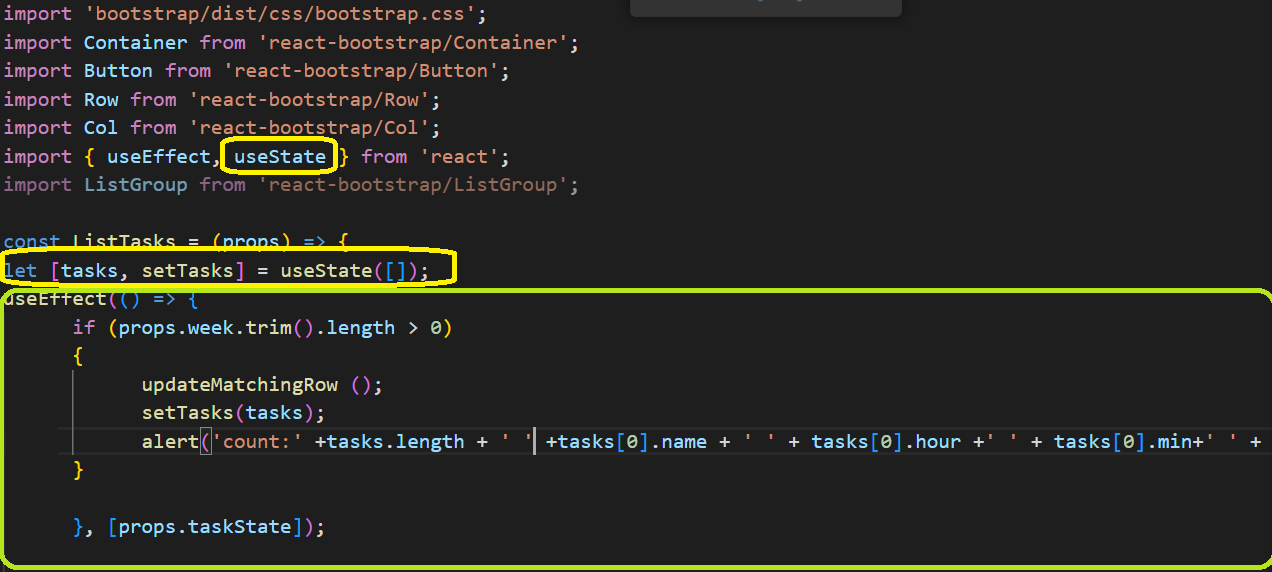 import 'bootstrap/dist/css/bootstrap.css';
import Container from 'react-bootstrap/Container';
import Button from 'react-bootstrap/Button';
import Row from 'react-bootstrap/Row';
import Col from 'react-bootstrap/Col';
import { useEffect, useState } from 'react';
import ListGroup from 'react-bootstrap/ListGroup';
const ListTasks = (props) => {
let [tasks, setTasks] = useState([]);
useEffect(() => {
if (props.week.trim().length > 0)
{
updateMatchingRow ();
setTasks(tasks);
alert('count:' +tasks.length + ' ' +tasks[0].name + ' ' + tasks[0].hour +' ' + tasks[0].min+' ' +
}
}, [props.taskState]);